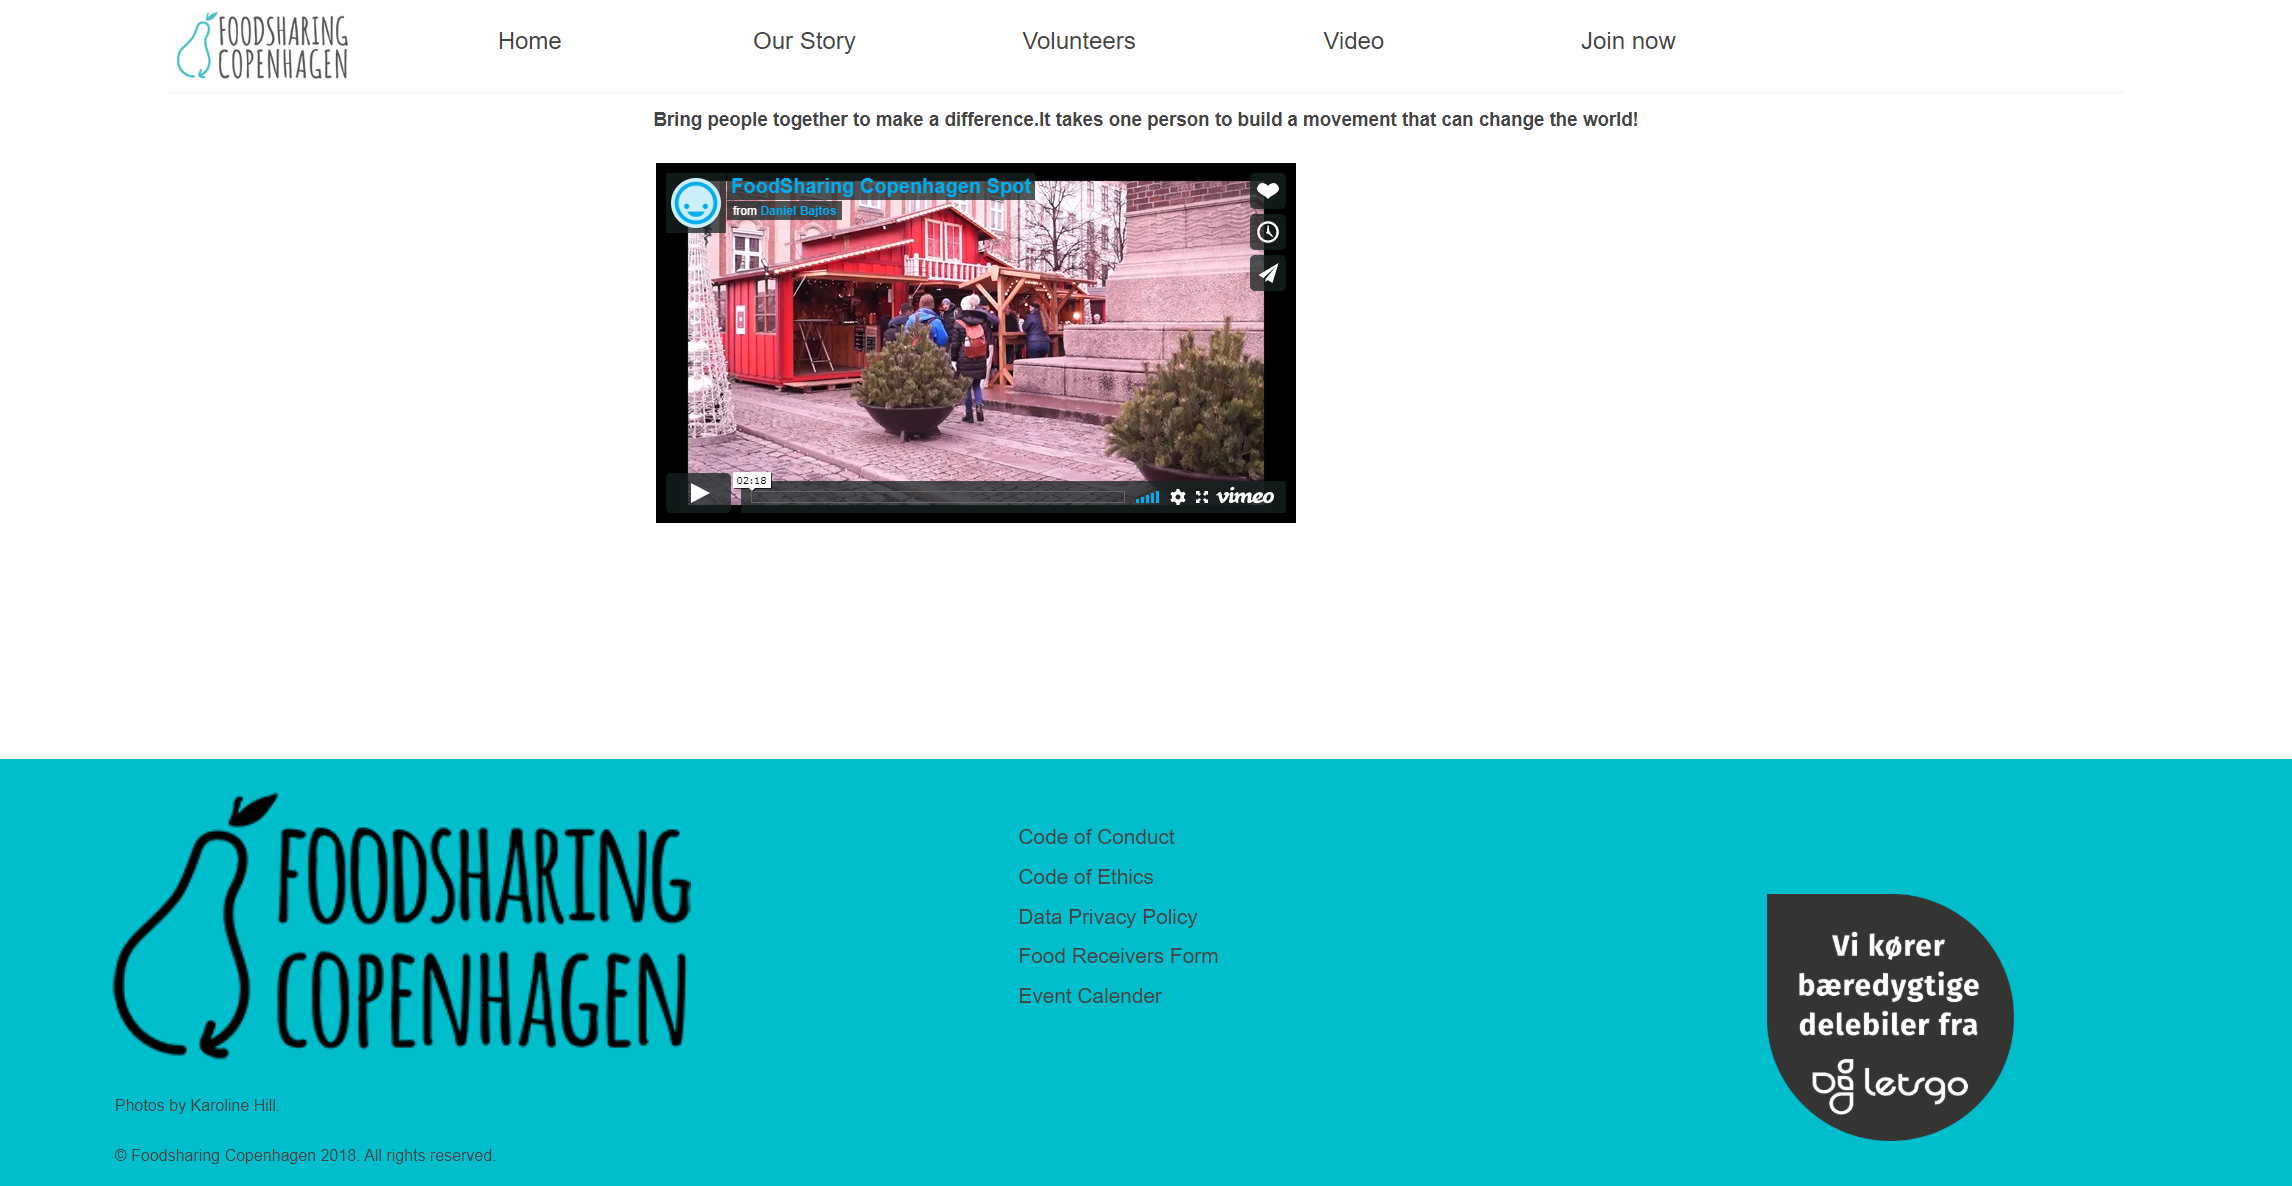 FOODSHARING
COPENHAGEN
Home
Our Story
Volunteers
Video
Join now
Bring people together to make a difference.It takes one person to build a movement that can change the world!
FoodSharing Copenhagen Spot
from Daniel Bajtos
02:18
vimeo
FOODSHARING
COPENHAGEN
Photos by Karoline Hill.
© Foodsharing Copenhagen 2018. All rights reserved.
Code of Conduct
Code of Ethics
Data Privacy Policy
Food Receivers Form
Event Calender
Vi kører
bæredygtige
delebiler fra
letsgo